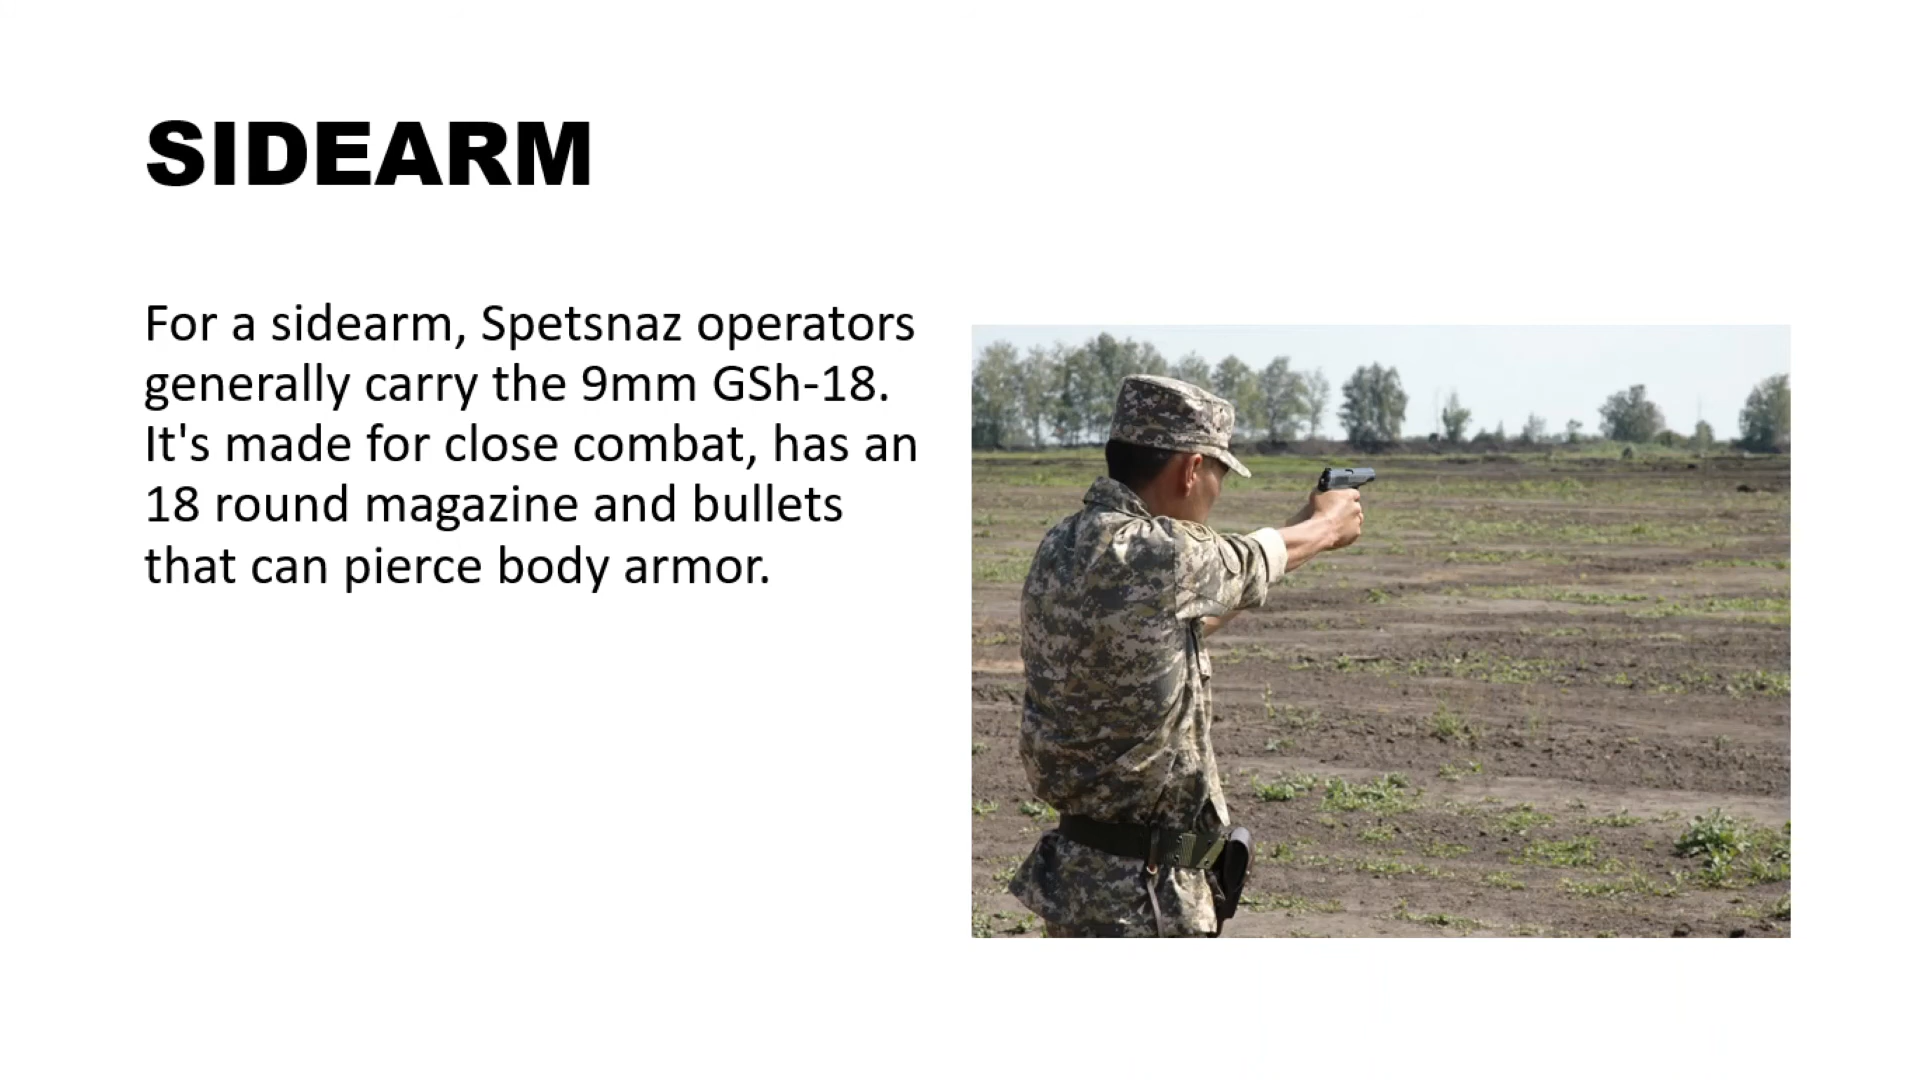 SIDEARM
For a sidearm, Spetsnaz operators
generally carry the 9mm GSh-18.
It's made for close combat, has an
18 round magazine and bullets
that can pierce body armor.